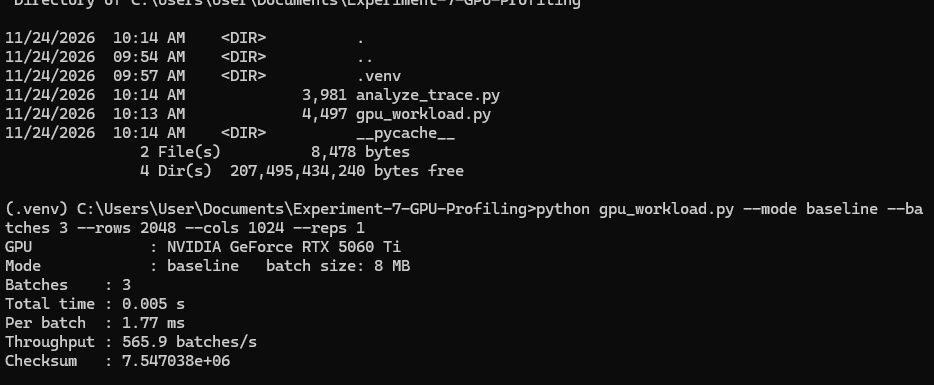 Directory of C:\Users\User\Documents\Experiment-7-GPU-Profiling
11/24/2026  10:14 AM    <DIR>          .
11/24/2026  09:54 AM    <DIR>          ..
11/24/2026  09:57 AM    <DIR>          .venv
11/24/2026  10:14 AM             3,981 analyze_trace.py
11/24/2026  10:13 AM             4,497 gpu_workload.py
11/24/2026  10:14 AM    <DIR>          __pycache__
               2 File(s)          8,478 bytes
               4 Dir(s)  207,495,434,240 bytes free
(.venv) C:\Users\User\Documents\Experiment-7-GPU-Profiling>python gpu_workload.py --mode baseline --ba
tches 3 --rows 2048 --cols 1024 --reps 1
GPU             : NVIDIA GeForce RTX 5060 Ti
Mode            : baseline   batch size: 8 MB
Batches    : 3
Total time : 0.005 s
Per batch  : 1.77 ms
Throughput : 565.9 batches/s
Checksum   : 7.547038e+06